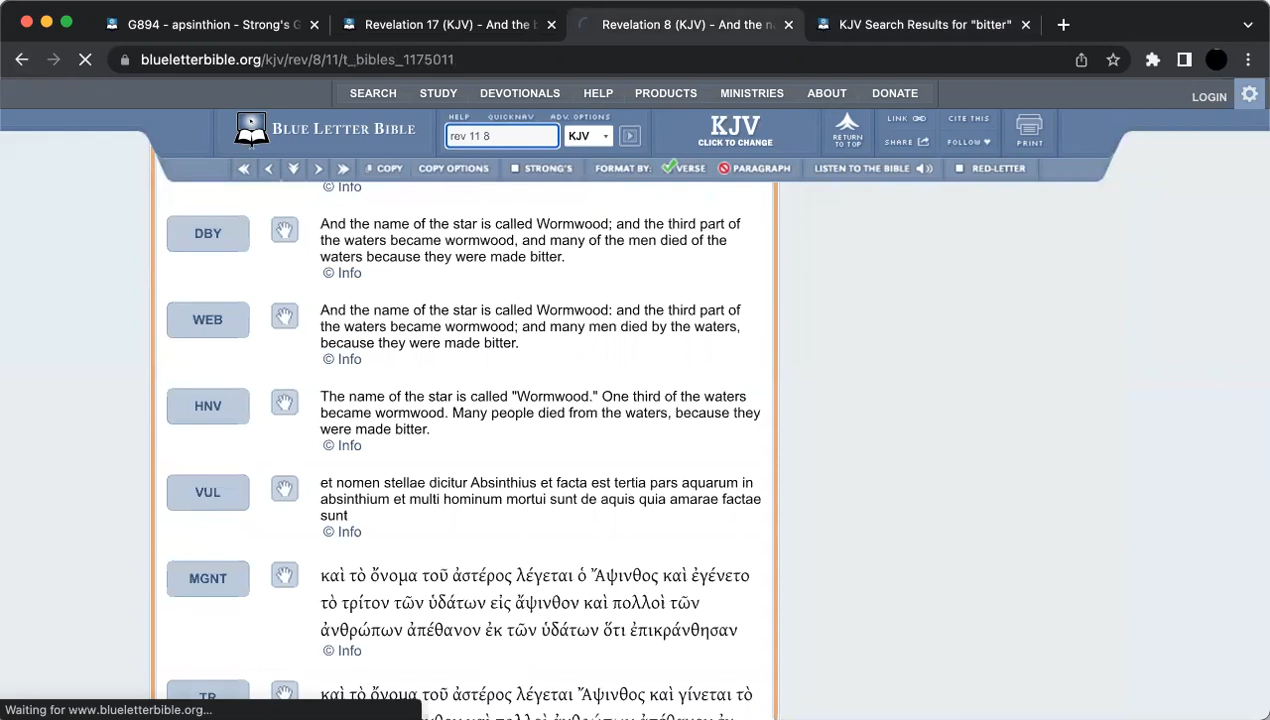 G894 - apsinthion - Strong's G
Revelation 17 (KJV) - And the b
Revelation 8 (KJV) - And the na
KJV Search Results for "bitter"
blueletterbible.org/kjv/rev/8/11/t_bibles_1175011
SEARCH STUDY DEVOTIONALS HELP PRODUCTS MINISTRIES ABOUT DONATE LOGIN
BLUE LETTER BIBLE
HELP QUICKNAV ADV. OPTIONS
rev 11 8
KJV
KJV
CLICK TO CHANGE
RETURN
TO TOP
LINK
CITE THIS
SHARE
FOLLOW
PRINT
COPY COPY OPTIONS STRONG'S FORMAT BY: VERSE PARAGRAPH LISTEN TO THE BIBLE RED-LETTER
© Info
DBY
And the name of the star is called Wormwood; and the third part of
the waters became wormwood, and many of the men died of the
waters because they were made bitter.
© Info
WEB
And the name of the star is called Wormwood: and the third part of
the waters became wormwood; and many men died by the waters,
because they were made bitter.
© Info
HNV
The name of the star is called "Wormwood." One third of the waters
became wormwood. Many people died from the waters, because they
were made bitter.
© Info
VUL
et nomen stellae dicitur Absinthius et facta est tertia pars aquarum in
absinthium et multi hominum mortui sunt de aquis quia amarae factae
sunt
© Info
MGNT
καὶ τὸ ὄνομα τοῦ ἀστέρος λέγεται ὁ Ἄψινθος καὶ ἐγένετο
τὸ τρίτον τῶν ὑδάτων εἰς ἄψινθον καὶ πολλοὶ τῶν
ἀνθρώπων ἀπέθανον ἐκ τῶν ὑδάτων ὅτι ἐπικράνθησαν
© Info
TR
καὶ τὸ ὄνομα τοῦ ἀστέρος λέγεται Ἄψινθος καὶ γίνεται τὸ
Waiting for www.blueletterbible.org...